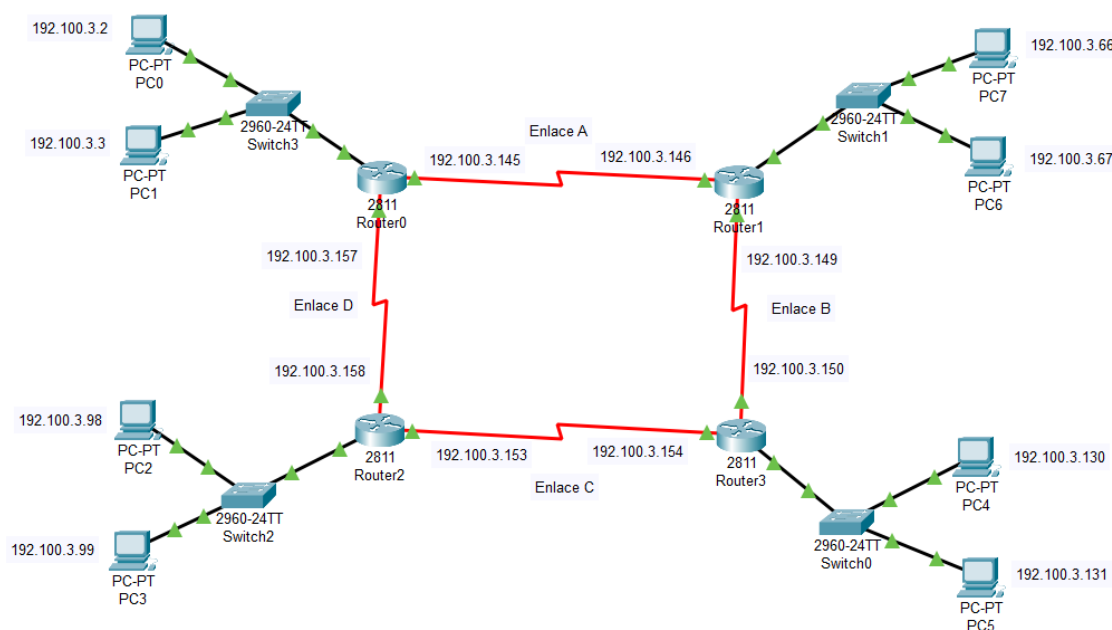 192.100.3.2
PC-PT
PC0
192.100.3.3
PC-PT
PC1
2960-24TT
Switch3
192.100.3.66
PC-PT
PC7
2960-24TT
Switch1
192.100.3.67
PC-PT
PC6
Enlace A
192.100.3.145
192.100.3.146
2811
Router0
2811
Router1
192.100.3.157
192.100.3.149
Enlace D
Enlace B
192.100.3.158
192.100.3.150
192.100.3.98
PC-PT
PC2
2811
Router2
192.100.3.153
192.100.3.154
Enlace C
2811
Router3
192.100.3.130
PC-PT
PC4
2960-24TT
Switch2
192.100.3.99
PC-PT
PC3
2960-24TT
Switch0
192.100.3.131
PC-PT
PC5